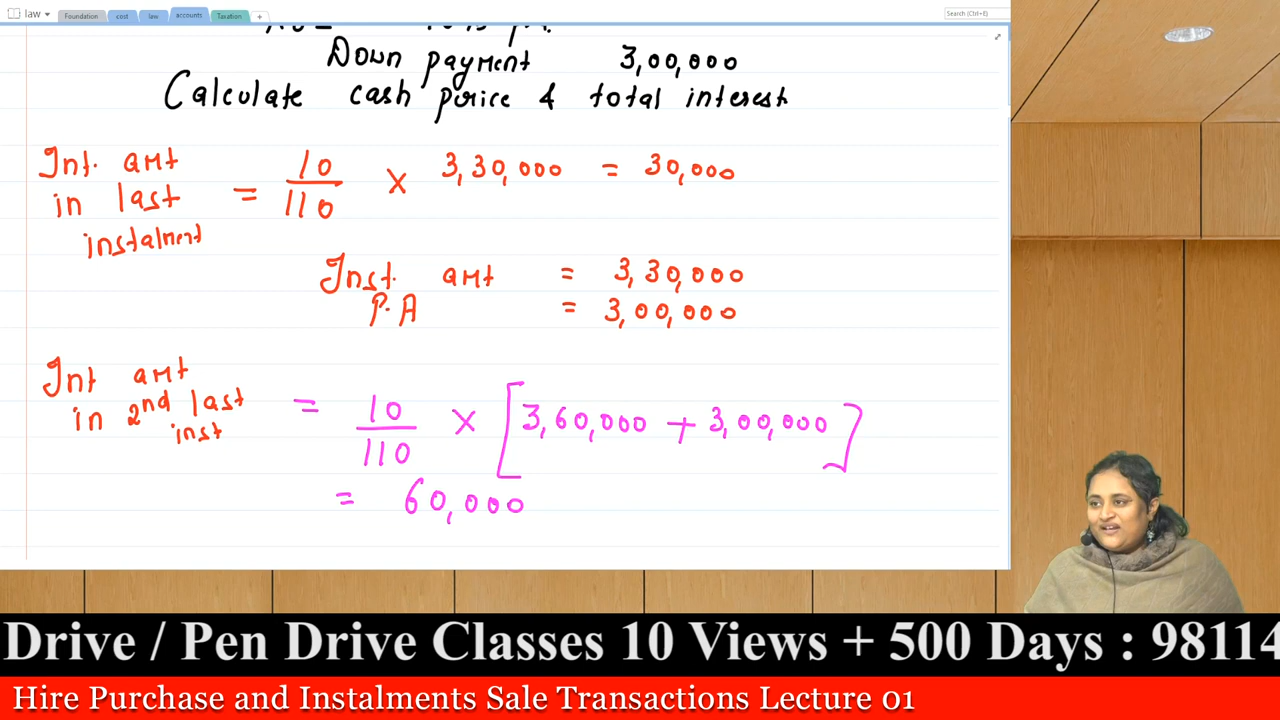 law Foundation cost law accounts Taxation + Search (Ctrl+E)
Down payment 3,00,000
Calculate cash price & total interest
Int. amt in last instalment = 10/110 × 3,30,000 = 30,000
Inst. amt = 3,30,000
P.A = 3,00,000
Int amt in 2nd last inst = 10/110 × [3,60,000 + 3,00,000]
= 60,000
Drive / Pen Drive Classes 10 Views + 500 Days : 98114
Hire Purchase and Instalments Sale Transactions Lecture 01